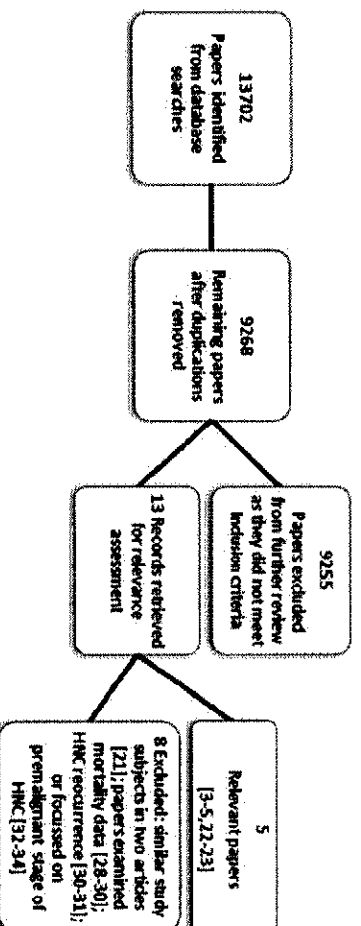 13702
Papers identified
from database
searches
9268
Remaining papers
after duplications
removed
9255
Papers excluded
from further review
as they did not meet
inclusion criteria
13 Records retrieved
for relevance
assessment
5
Relevant papers
[3-5,22-23]
8 Excluded: similar study
subjects in two articles
[21]; papers examined
mortality data [28-30];
HNC reocurrence [30-31];
or focussed on
premalignant stage of
HNC [32-34]